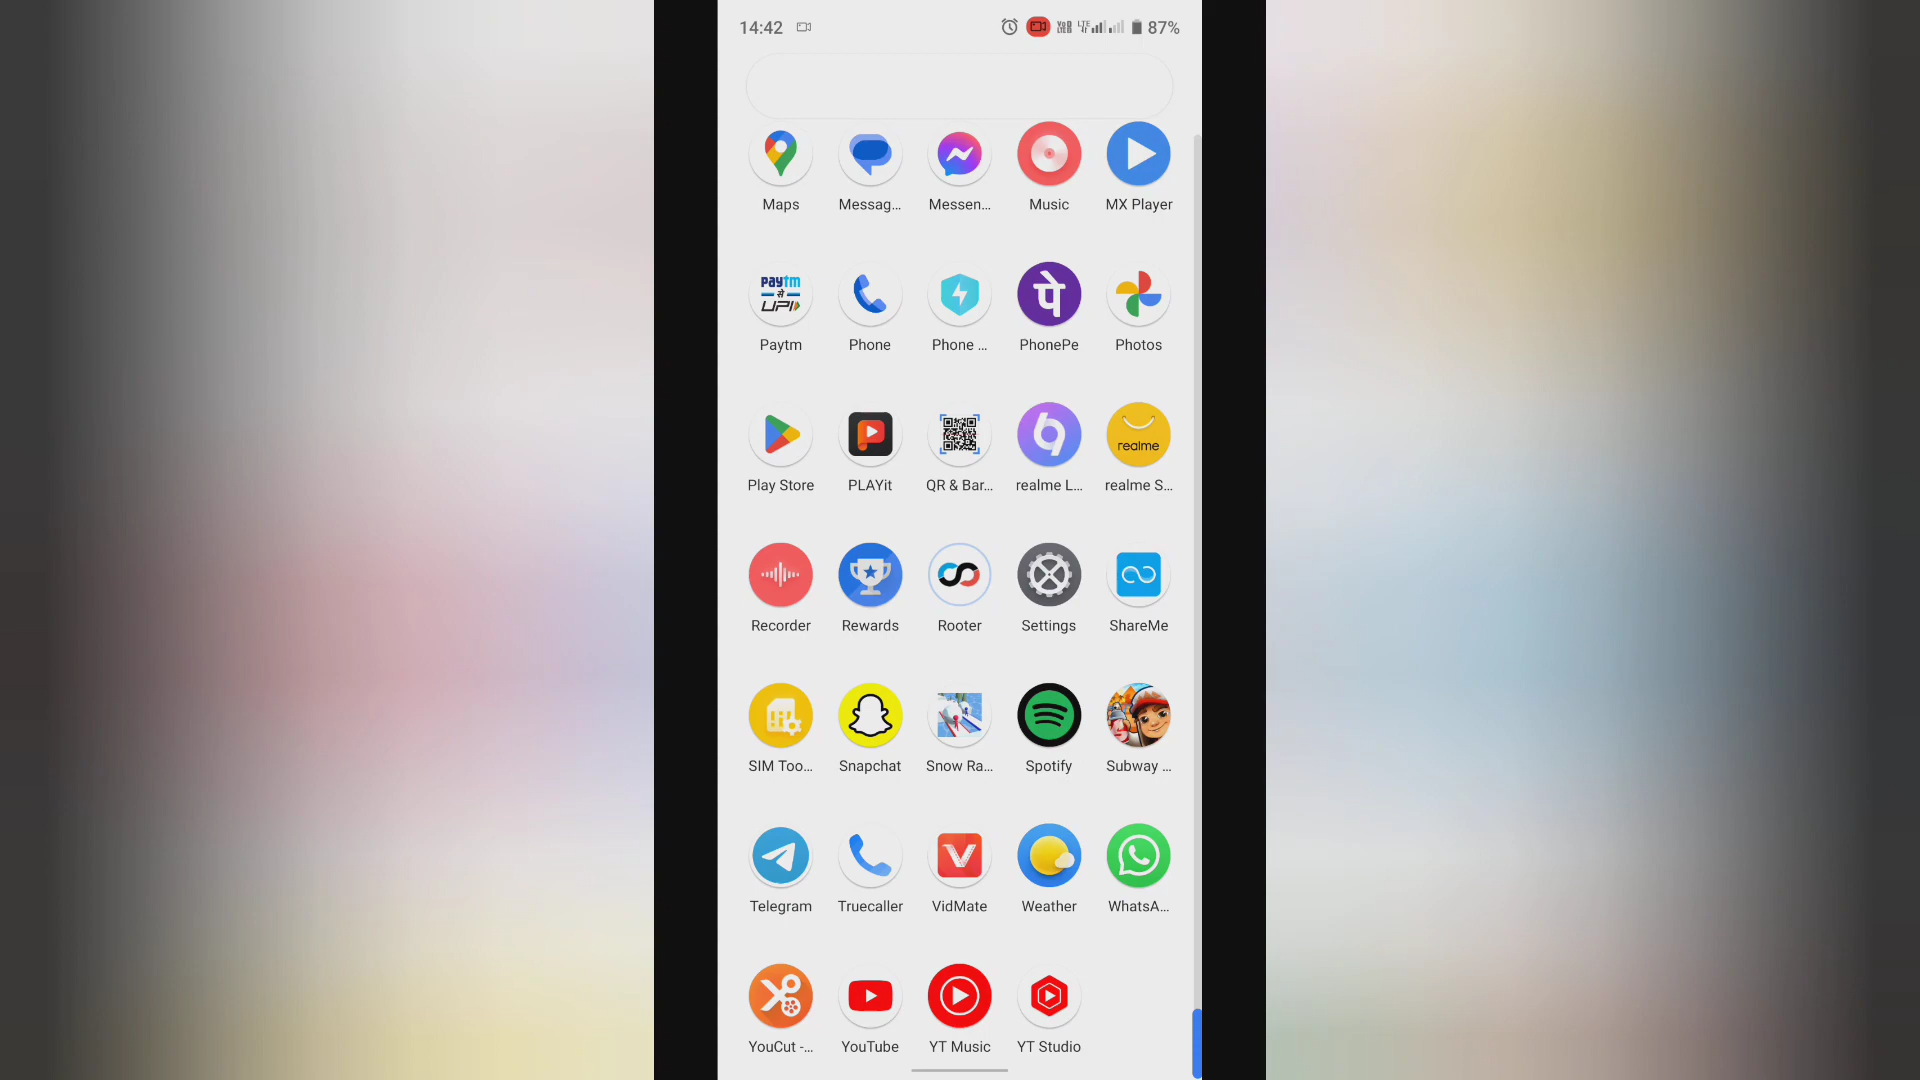 14:42 87%
Maps Messag... Messen... Music MX Player
paytm
से
UPI
पे
Paytm Phone Phone ... PhonePe Photos
realme
Play Store PLAYit QR & Bar... realme L... realme S...
Recorder Rewards Rooter Settings ShareMe
SIM Too... Snapchat Snow Ra... Spotify Subway ...
Telegram Truecaller VidMate Weather WhatsA...
YouCut -... YouTube YT Music YT Studio